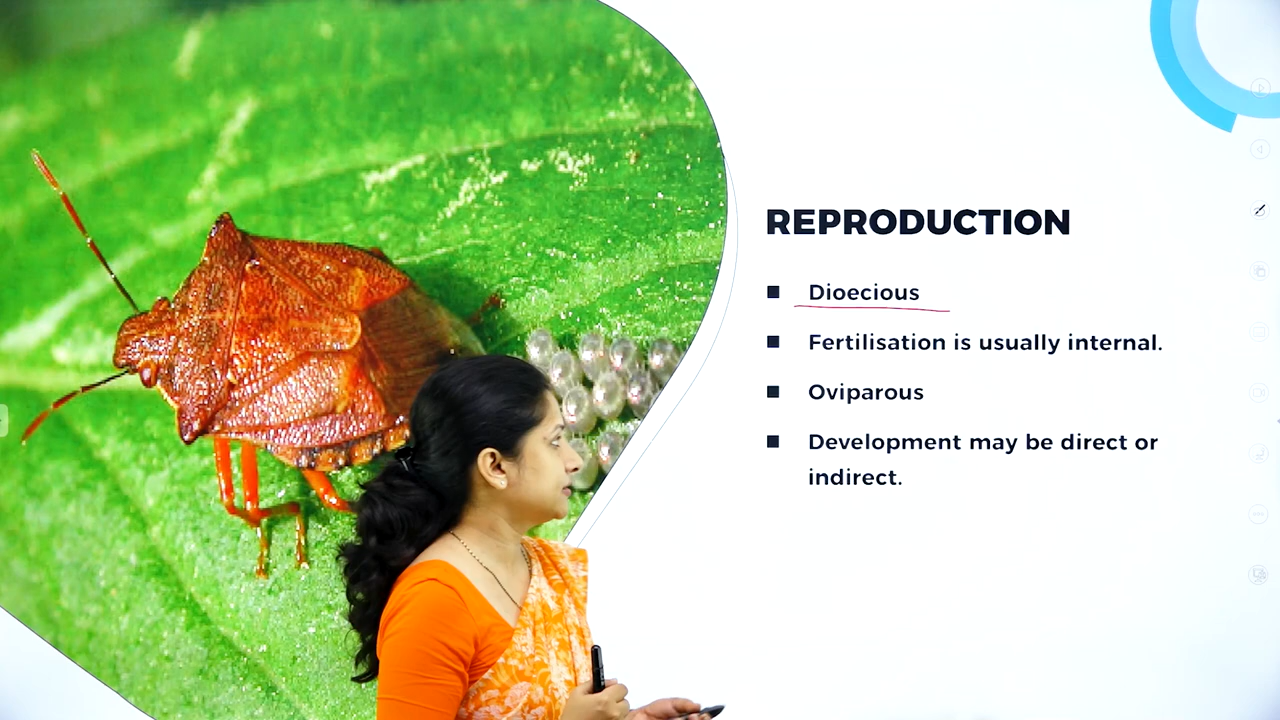 REPRODUCTION
Dioecious
Fertilisation is usually internal.
Oviparous
Development may be direct or
indirect.